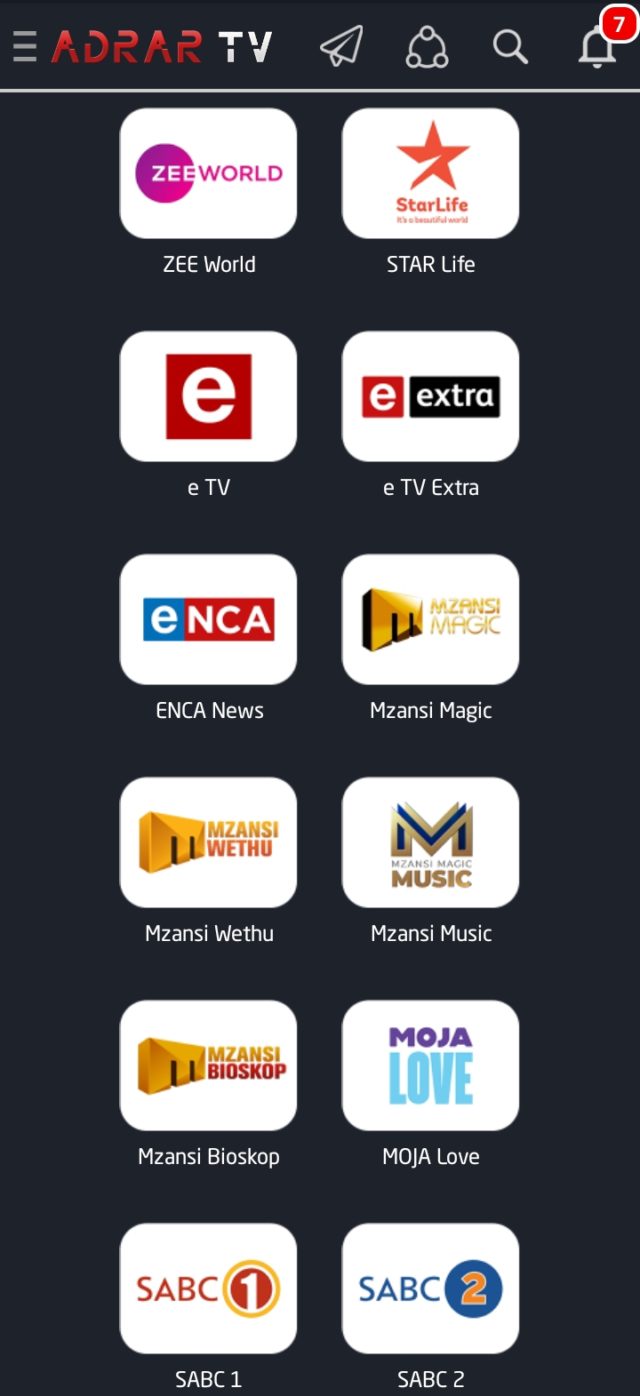 ADRAR TV
7
ZEEWORLD
StarLife
it's a beautiful world
ZEE World
STAR Life
e
e extra
e TV
e TV Extra
eNCA
MZANSI
MAGIC
ENCA News
Mzansi Magic
MZANSI
WETHU
MZANSI MAGIC
MUSIC
Mzansi Wethu
Mzansi Music
MZANSI
BIOSKOP
MOJA
LOVE
Mzansi Bioskop
MOJA Love
SABC 1
SABC 2
SABC 1
SABC 2